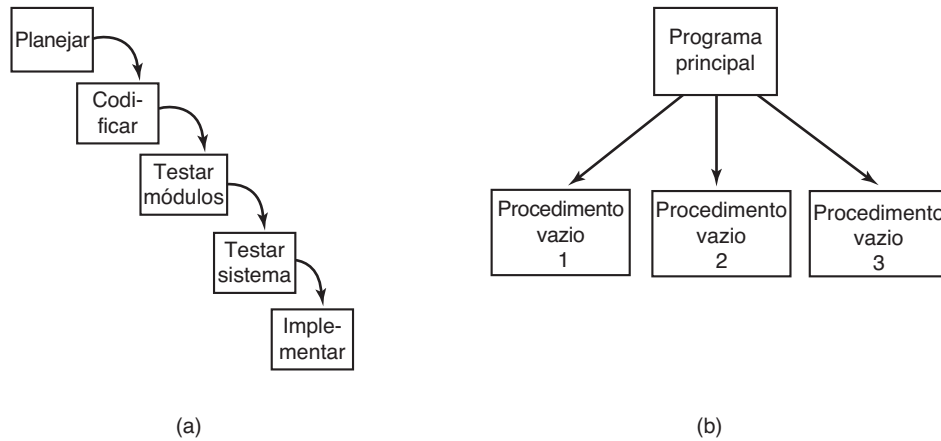 Planejar
Codi-
ficar
Testar
módulos
Testar
sistema
Imple-
mentar
(a)
Programa
principal
Procedimento
vazio
1
Procedimento
vazio
2
Procedimento
vazio
3
(b)